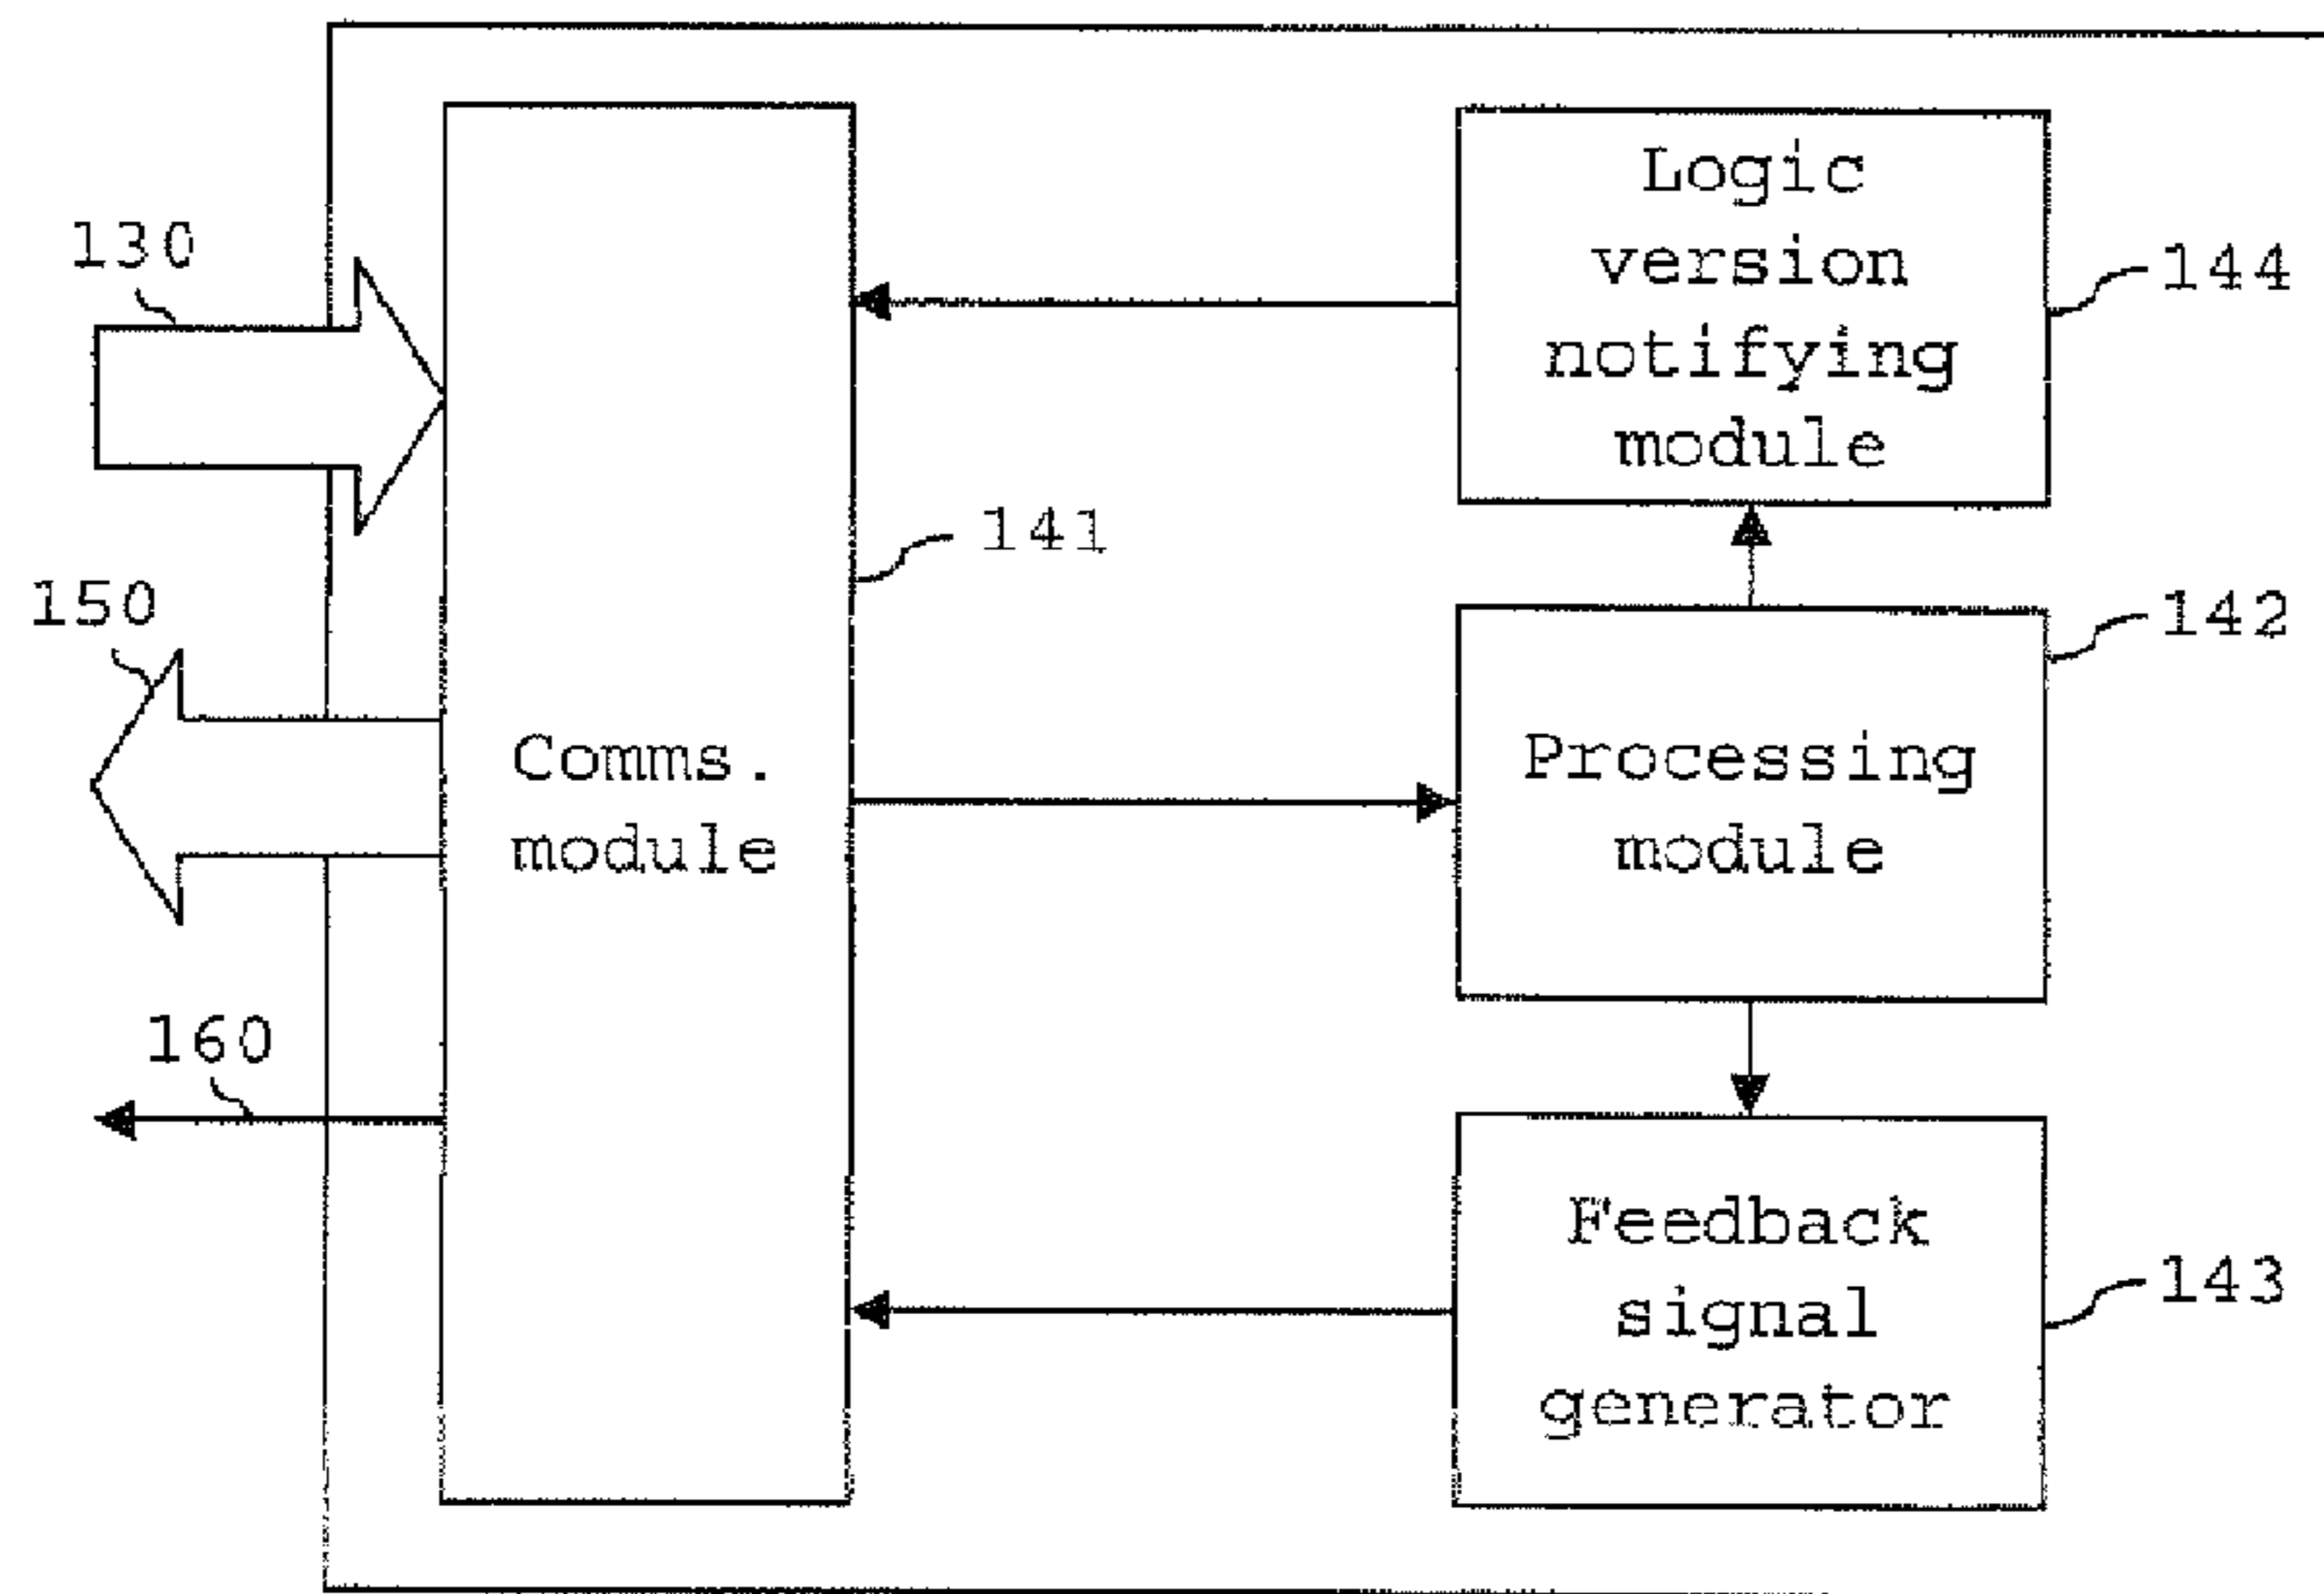 130
150
160
Comms.
module
141
Logic
version
notifying
module
144
Processing
module
142
Feedback
signal
generator
143